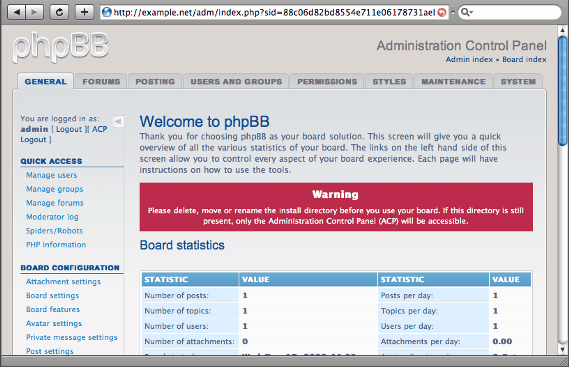 http://example.net/adm/index.php?sid=88c06d82bd8554e711e06178731ael
phpBB
Administration Control Panel
Admin index • Board index
GENERAL FORUMS POSTING USERS AND GROUPS PERMISSIONS STYLES MAINTENANCE SYSTEM
You are logged in as:
admin [ Logout ][ ACP
Logout ]
QUICK ACCESS
Manage users
Manage groups
Manage forums
Moderator log
Spiders/Robots
PHP information
BOARD CONFIGURATION
Attachment settings
Board settings
Board features
Avatar settings
Private message settings
Post settings
Welcome to phpBB
Thank you for choosing phpBB as your board solution. This screen will give you a quick
overview of all the various statistics of your board. The links on the left hand side of this
screen allow you to control every aspect of your board experience. Each page will have
instructions on how to use the tools.
Warning
Please delete, move or rename the install directory before you use your board. If this directory is still
present, only the Administration Control Panel (ACP) will be accessible.
Board statistics
STATISTIC VALUE STATISTIC VALUE
Number of posts: 1 Posts per day: 1
Number of topics: 1 Topics per day: 1
Number of users: 1 Users per day: 1
Number of attachments: 0 Attachments per day: 0.00